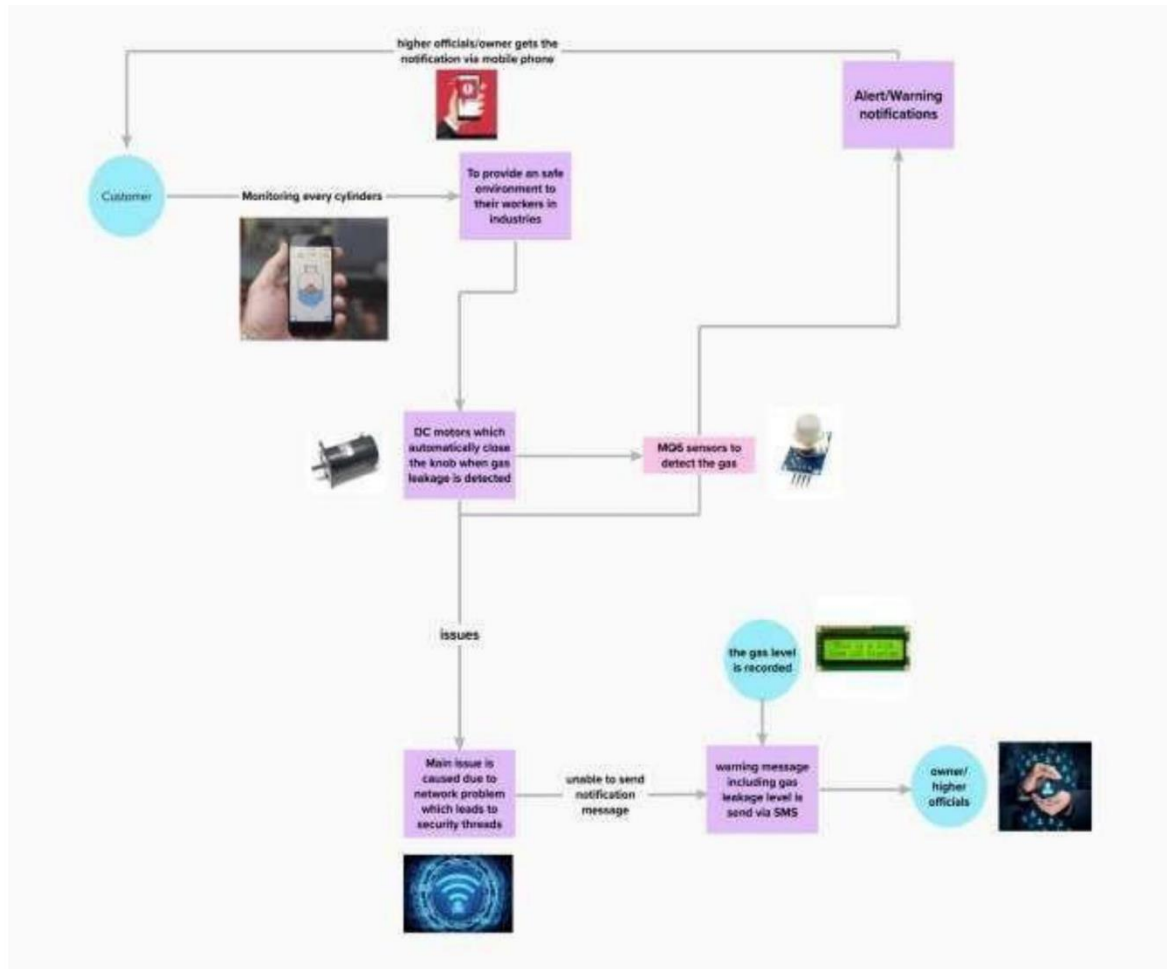 higher officials/owner gets the
notification via mobile phone
Alert/Warning
notifications
Customer
Monitoring every cylinders
To provide an safe
environment to
their workers in
industries
DC motors which
automatically close
the knob when gas
leakage is detected
MQ6 sensors to
detect the gas
issues
the gas level
is recorded
Main issue is
caused due to
network problem
which leads to
security threads
unable to send
notification
message
warning message
including gas
leakage level is
send via SMS
owner/
higher
officials